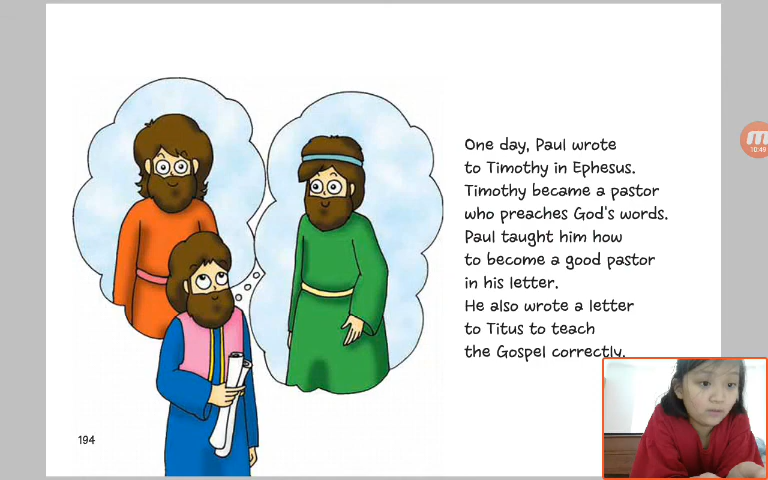 One day, Paul wrote
to Timothy in Ephesus.
Timothy became a pastor
who preaches God's words.
Paul taught him how
to become a good pastor
in his letter.
He also wrote a letter
to Titus to teach
the Gospel correctly.
194
10:49